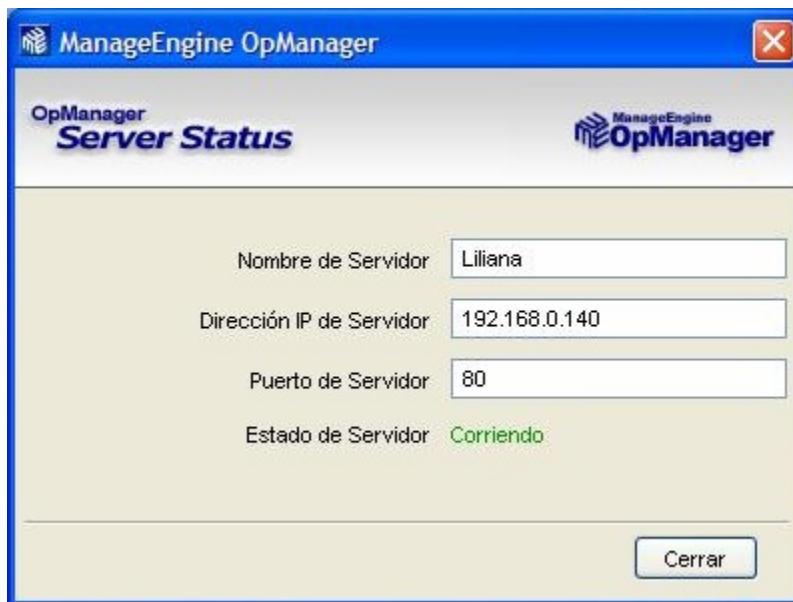 ManageEngine OpManager
OpManager
Server Status
ManageEngine
OpManager
Nombre de Servidor Liliana
Dirección IP de Servidor 192.168.0.140
Puerto de Servidor 80
Estado de Servidor Corriendo
Cerrar